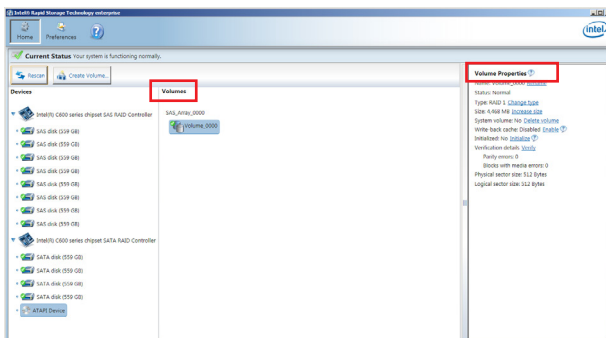 Intel® Rapid Storage Technology enterprise
Home
Preferences
intel
Current Status Your system is functioning normally.
Rescan
Create Volume...
Devices
Volumes
Volume Properties
Name: Volume_0000 Rename
Status: Normal
Type: RAID 1 Change type
Size: 4,468 MB Increase size
System volume: No Delete volume
Write-back cache: Disabled Enable
Initialized: No Initialize
Verification details Verify
Parity errors: 0
Blocks with media errors: 0
Physical sector size: 512 Bytes
Logical sector size: 512 Bytes
SAS_Array_0000
Volume_0000
Intel(R) C600 series chipset SAS RAID Controller
SAS disk (559 GB)
SAS disk (559 GB)
SAS disk (559 GB)
SAS disk (559 GB)
SAS disk (559 GB)
SAS disk (559 GB)
SAS disk (559 GB)
SAS disk (559 GB)
Intel(R) C600 series chipset SATA RAID Controller
SATA disk (559 GB)
SATA disk (559 GB)
SATA disk (559 GB)
SATA disk (559 GB)
ATAPI Device